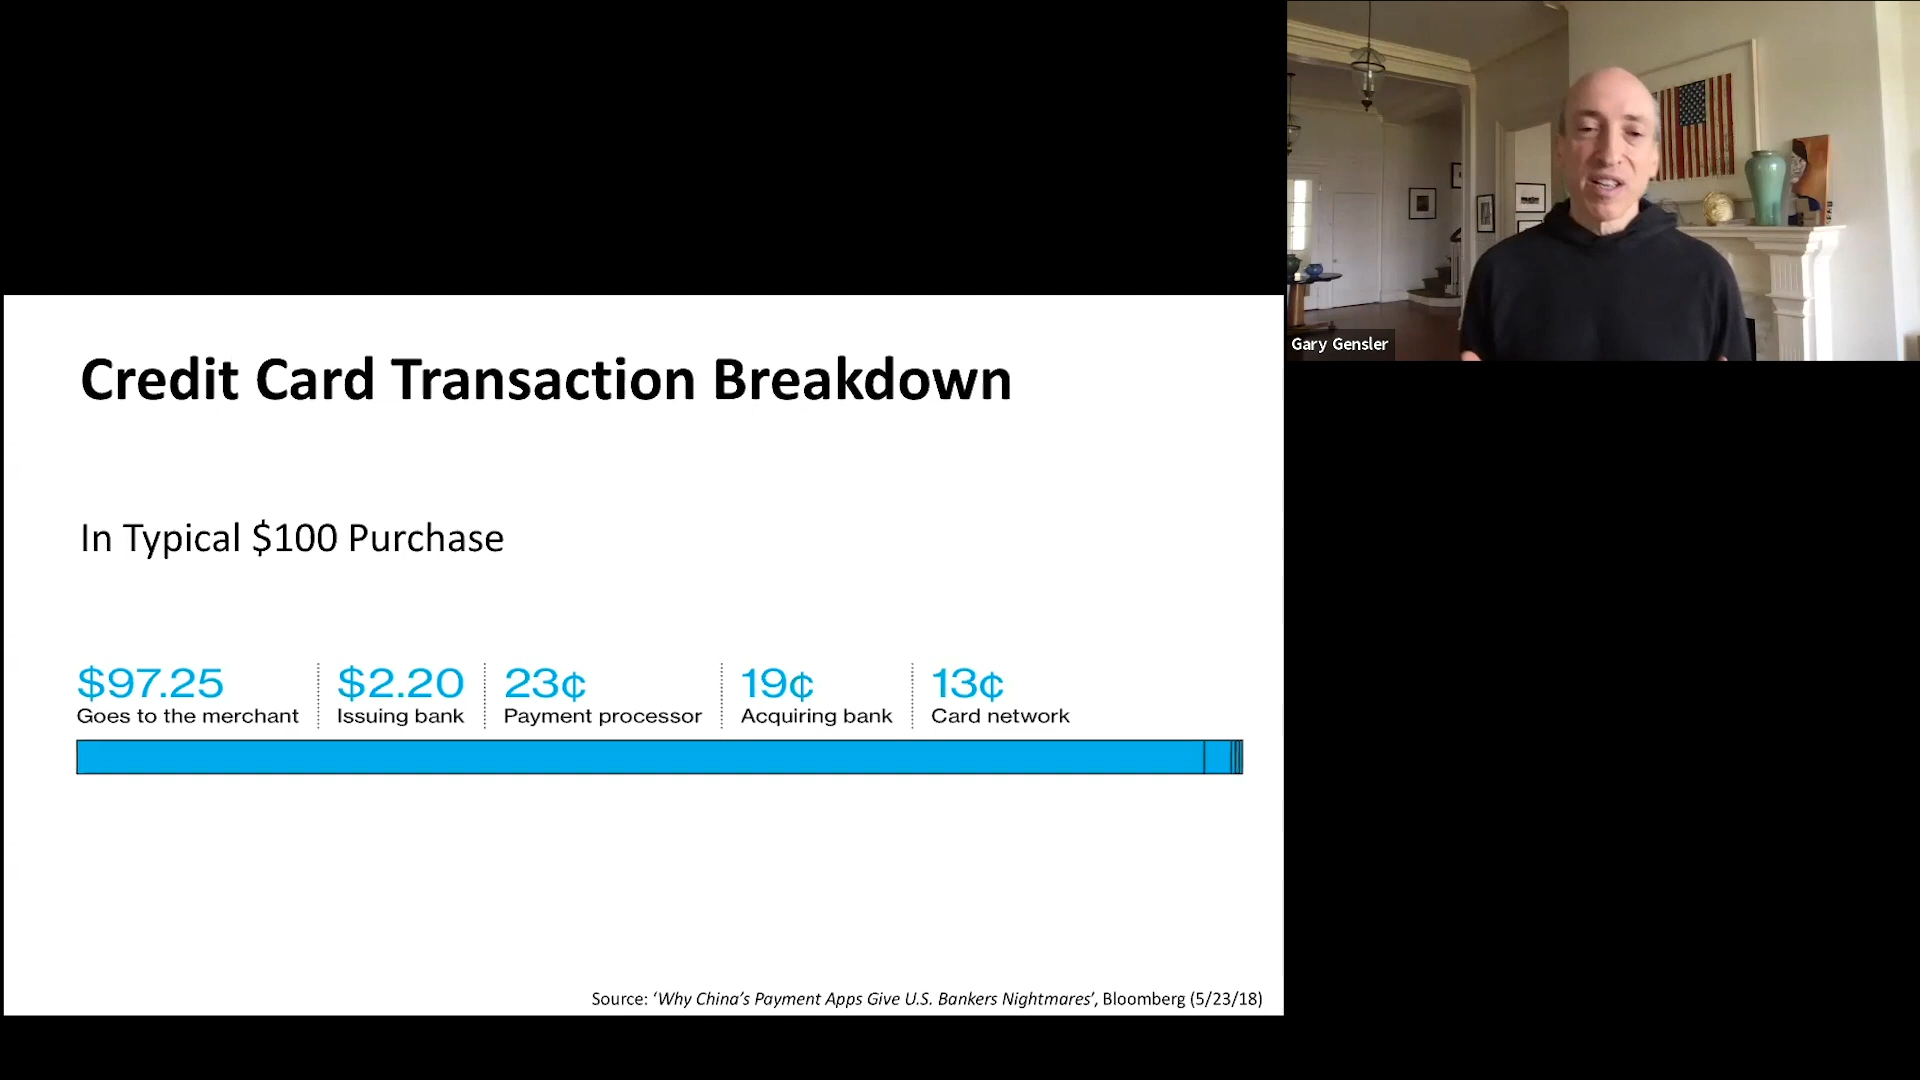 Gary Gensler
Credit Card Transaction Breakdown
In Typical $100 Purchase
$97.25
Goes to the merchant
$2.20
Issuing bank
23¢
Payment processor
19¢
Acquiring bank
13¢
Card network
Source: ‘Why China’s Payment Apps Give U.S. Bankers Nightmares’, Bloomberg (5/23/18)